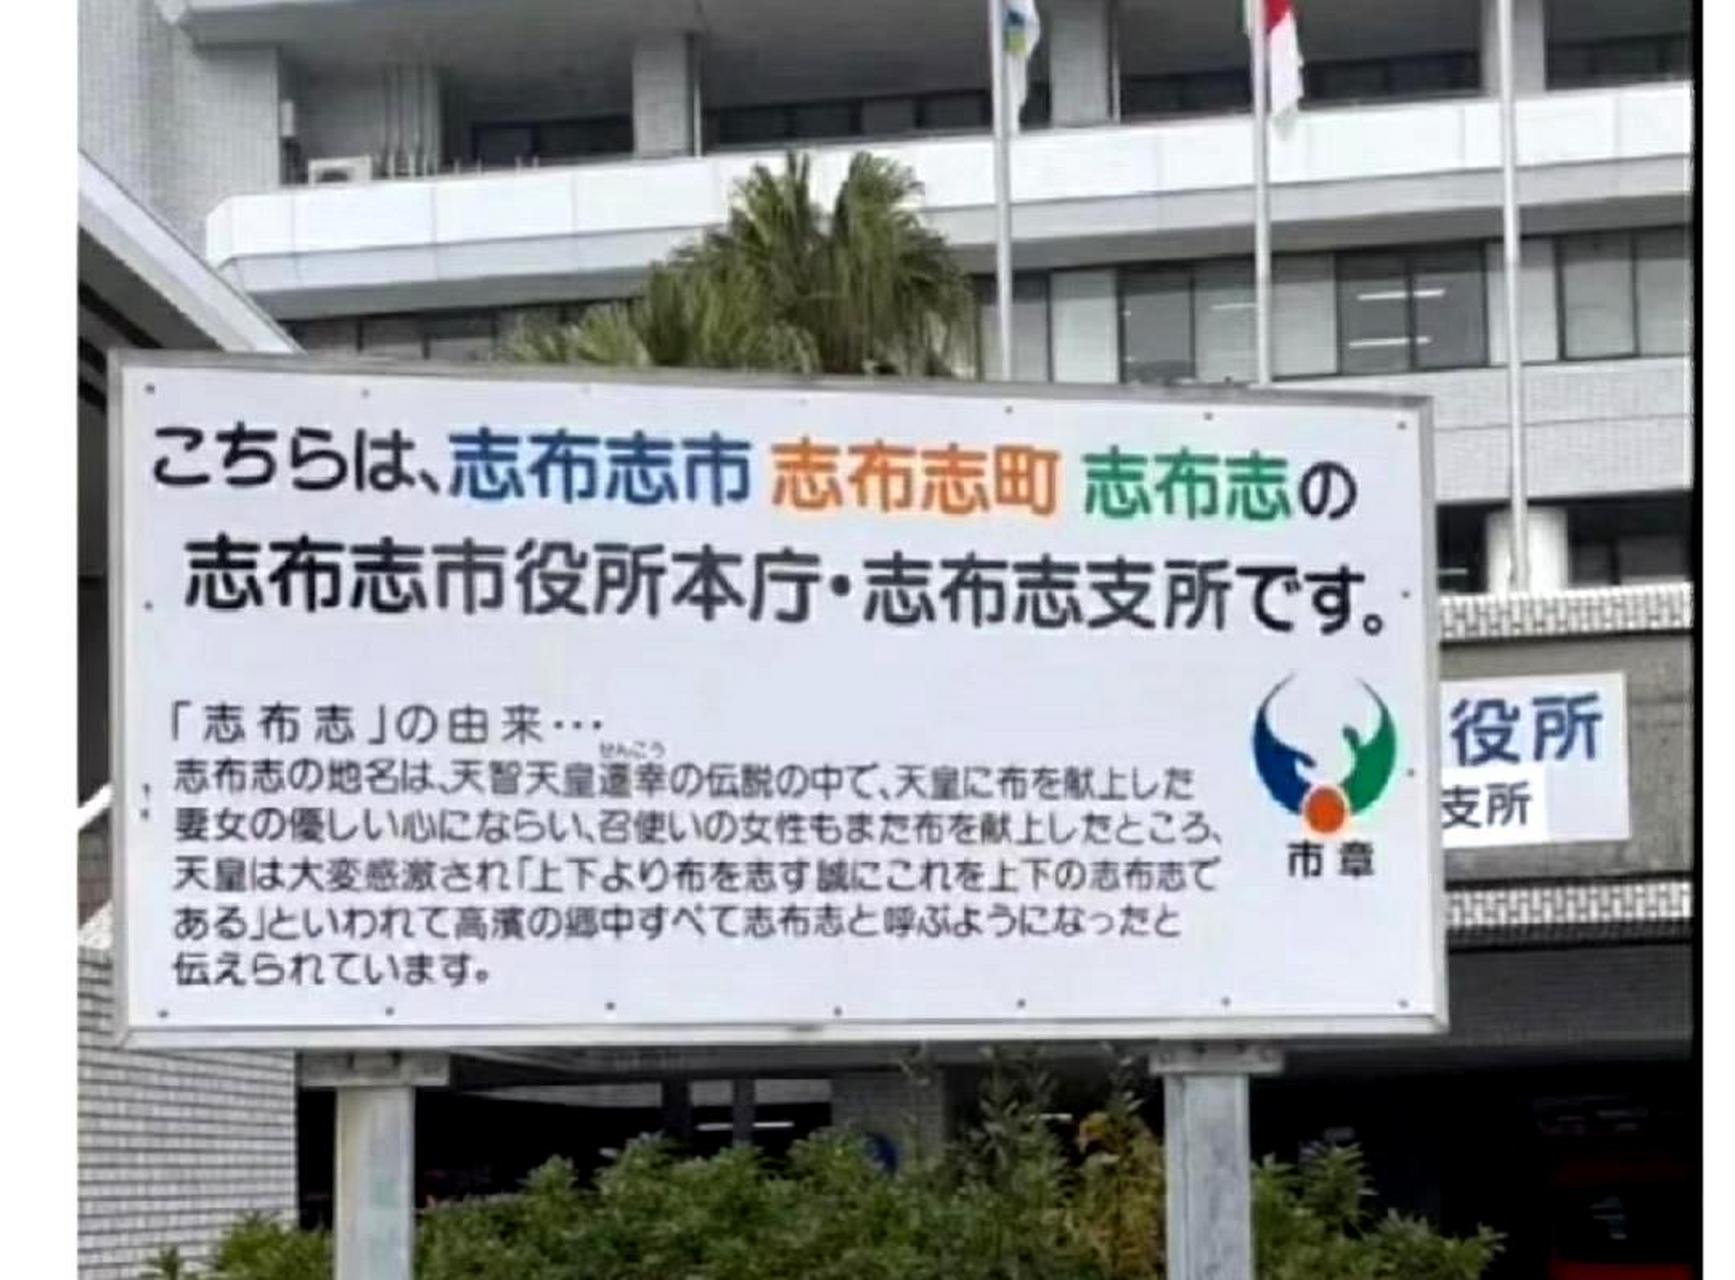 こちらは、志布志市 志布志町 志布志の
志布志市役所本庁・志布志支所です。
「志布志」の由来…
せんこう
志布志の地名は、天智天皇遷幸の伝説の中で、天皇に布を献上した
妻女の優しい心にならい、召使いの女性もまた布を献上したところ、
天皇は大変感激され「上下より布を志す誠にこれを上下の志布志で
ある」といわれて高濱の郷中すべて志布志と呼ぶようになったと
伝えられています。
市章
役所
支所